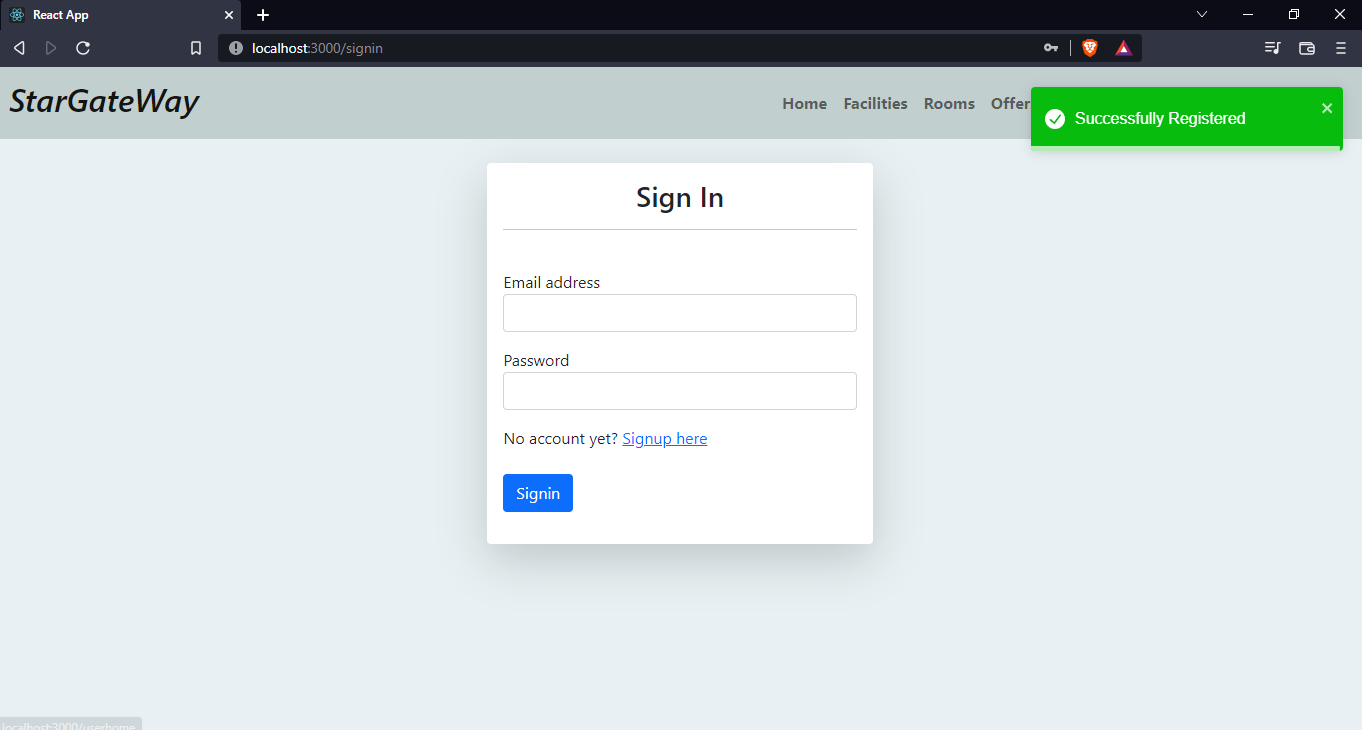 React App
localhost:3000/signin
StarGateWay
Home Facilities Rooms Offer
Successfully Registered
Sign In
Email address
Password
No account yet? Signup here
Signin
localhost:3000/userhome